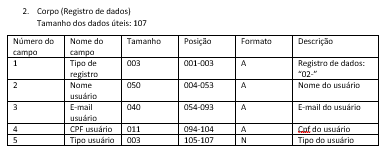 2. Corpo (Registro de dados)
Tamanho dos dados úteis: 107
Número do campo Nome do campo Tamanho Posição Formato Descrição
1 Tipo de registro 003 001-003 A Registro de dados: "02-"
2 Nome usuário 050 004-053 A Nome do usuário
3 E-mail usuário 040 054-093 A E-mail do usuário
4 CPF usuário 011 094-104 A Cpf do usuário
5 Tipo usuário 003 105-107 N Tipo do usuário